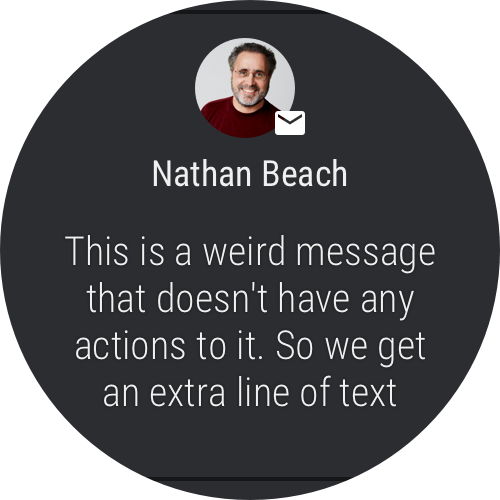 Nathan Beach
This is a weird message
that doesn't have any
actions to it. So we get
an extra line of text